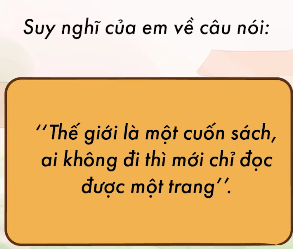 Suy nghĩ của em về câu nói:
‘‘Thế giới là một cuốn sách,
ai không đi thì mới chỉ đọc
được một trang’’.